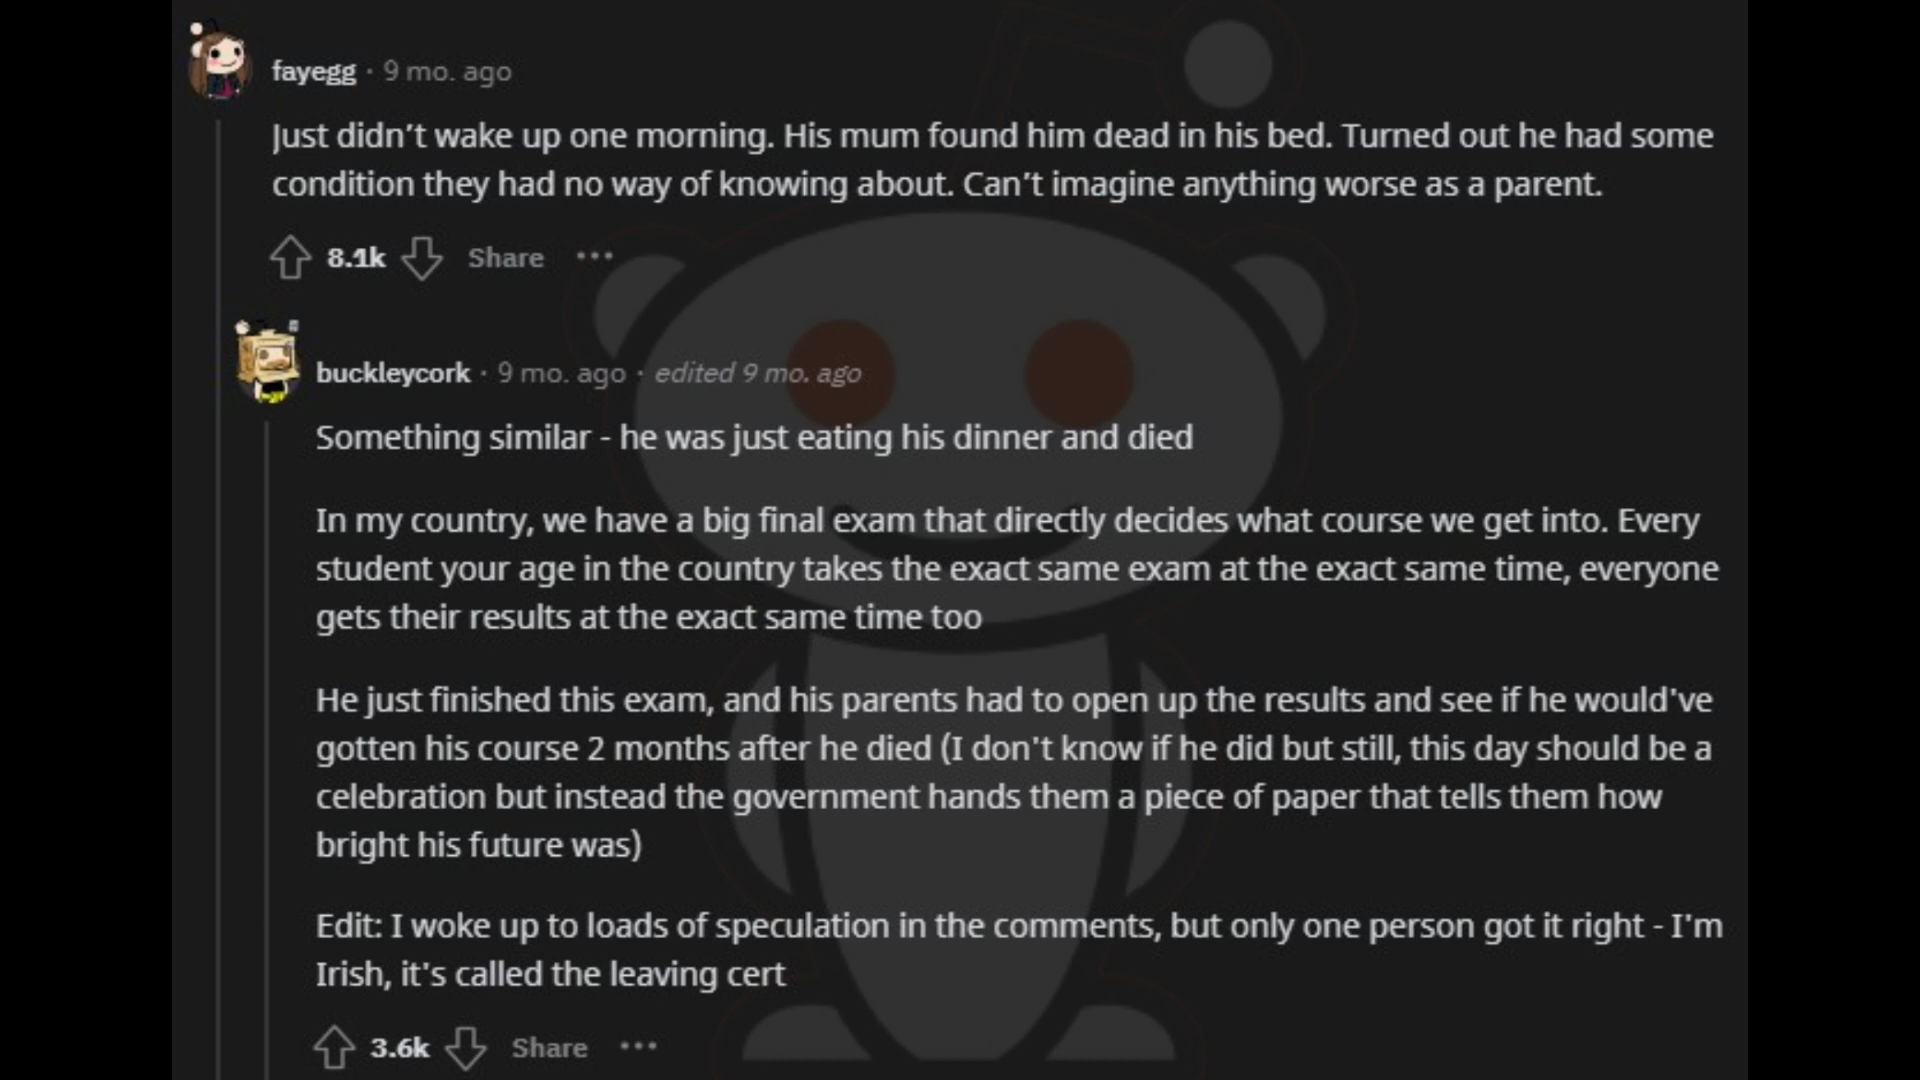 fayegg · 9 mo. ago
Just didn’t wake up one morning. His mum found him dead in his bed. Turned out he had some
condition they had no way of knowing about. Can’t imagine anything worse as a parent.
8.1k Share ···
buckleycork · 9 mo. ago · edited 9 mo. ago
Something similar - he was just eating his dinner and died
In my country, we have a big final exam that directly decides what course we get into. Every
student your age in the country takes the exact same exam at the exact same time, everyone
gets their results at the exact same time too
He just finished this exam, and his parents had to open up the results and see if he would've
gotten his course 2 months after he died (I don't know if he did but still, this day should be a
celebration but instead the government hands them a piece of paper that tells them how
bright his future was)
Edit: I woke up to loads of speculation in the comments, but only one person got it right - I'm
Irish, it's called the leaving cert
3.6k Share ···